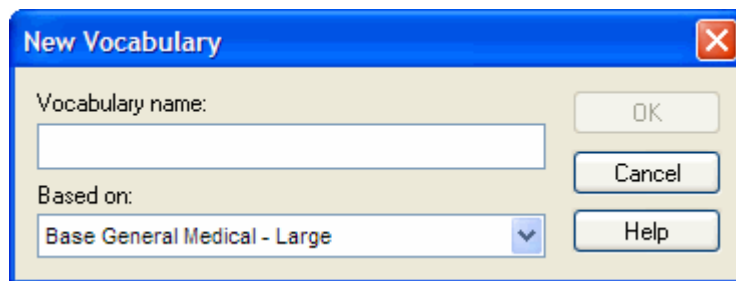 New Vocabulary
Vocabulary name:
OK
Cancel
Based on:
Base General Medical - Large
Help